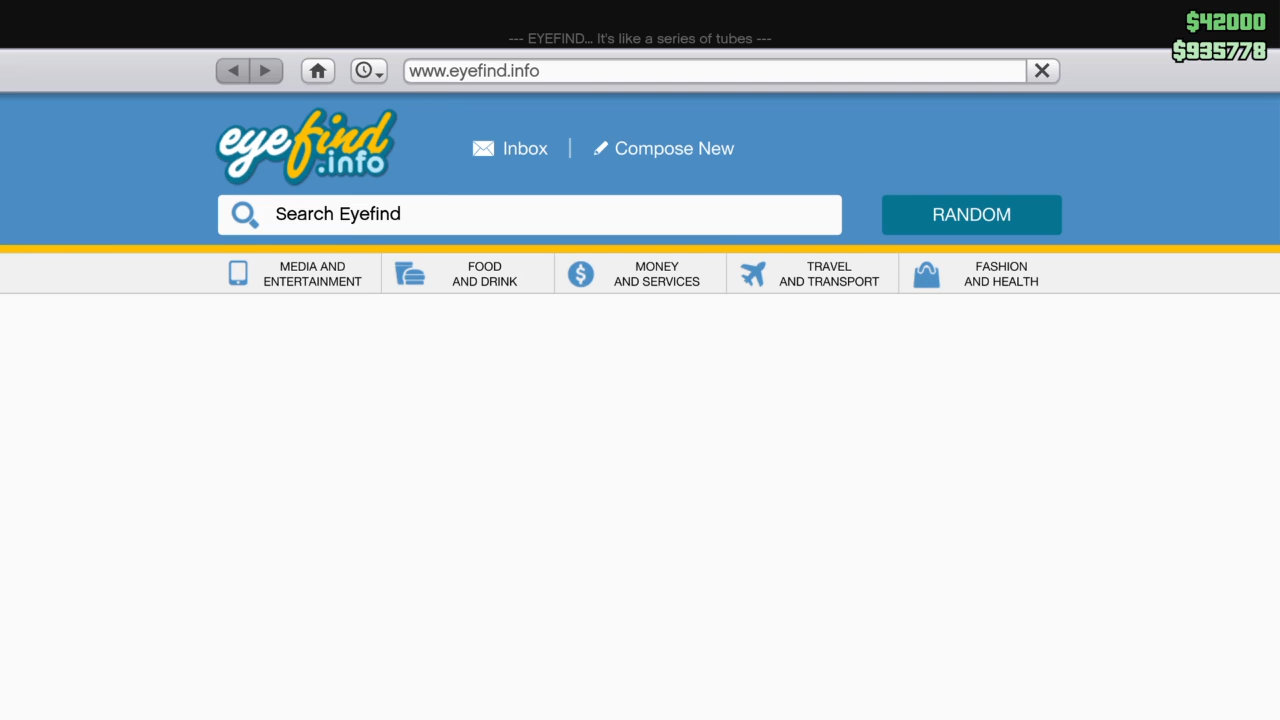 $42000
--- EYEFIND... It's like a series of tubes ---
$935778
www.eyefind.info
eyefind
.info
Inbox
Compose New
Search Eyefind
RANDOM
MEDIA AND
ENTERTAINMENT
FOOD
AND DRINK
MONEY
AND SERVICES
TRAVEL
AND TRANSPORT
FASHION
AND HEALTH